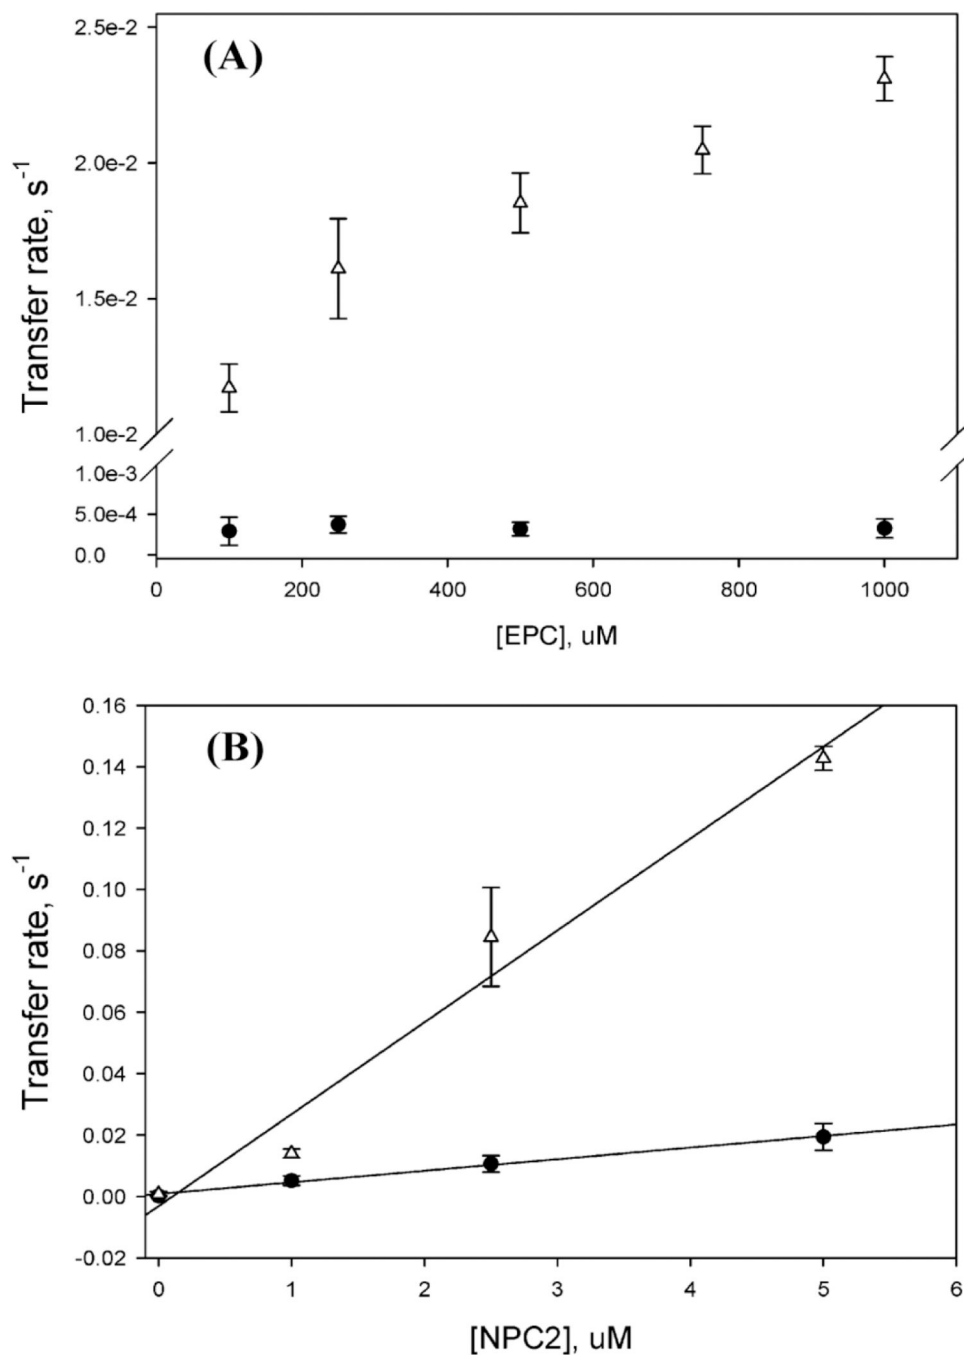 (A)
Transfer rate, s⁻¹
2.5e-2
2.0e-2
1.5e-2
1.0e-2
1.0e-3
5.0e-4
0.0
0 200 400 600 800 1000
[EPC], uM
(B)
Transfer rate, s⁻¹
0.16
0.14
0.12
0.10
0.08
0.06
0.04
0.02
0.00
-0.02
0 1 2 3 4 5 6
[NPC2], uM